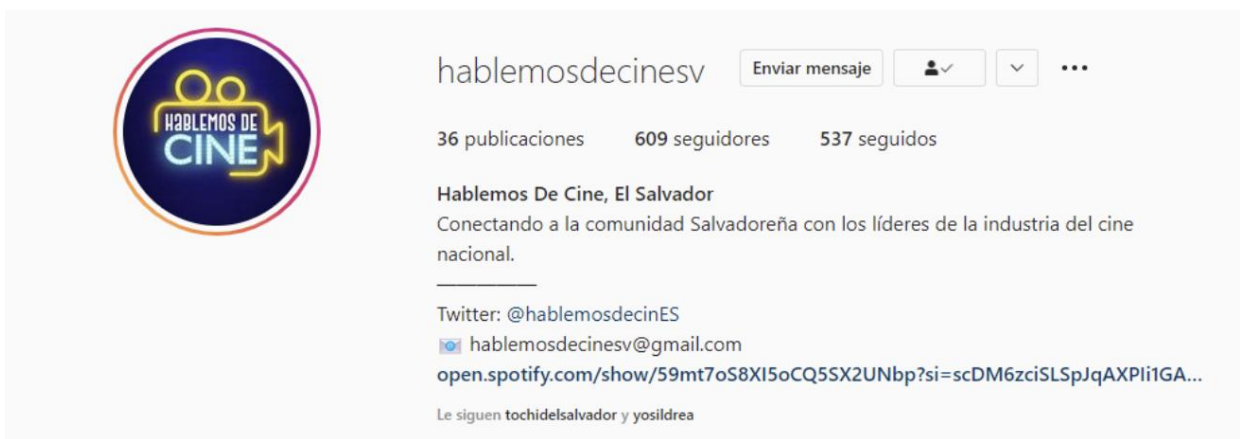 HABLEMOS DE
CINE
hablemosdecinesv
Enviar mensaje
36 publicaciones 609 seguidores 537 seguidos
Hablemos De Cine, El Salvador
Conectando a la comunidad Salvadoreña con los líderes de la industria del cine
nacional.
Twitter: @hablemosdecinES
hablemosdecinesv@gmail.com
open.spotify.com/show/59mt7oS8XI5oCQ5SX2UNbp?si=scDM6zciSLSpJqAXPli1GA...
Le siguen tochidelsalvador y yosildrea